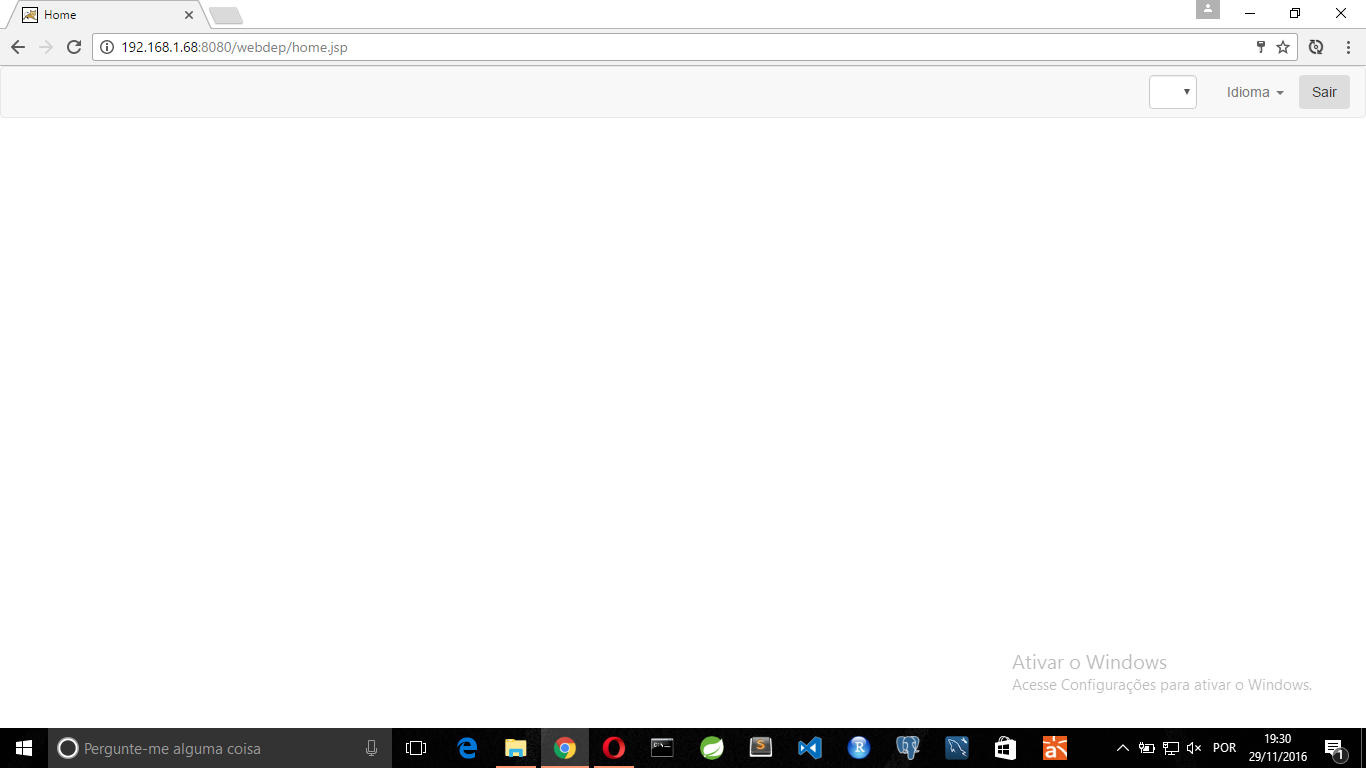 Home
192.168.1.68:8080/webdep/home.jsp
Idioma
Sair
Ativar o Windows
Acesse Configurações para ativar o Windows.
Pergunte-me alguma coisa
POR
19:30
29/11/2016
1